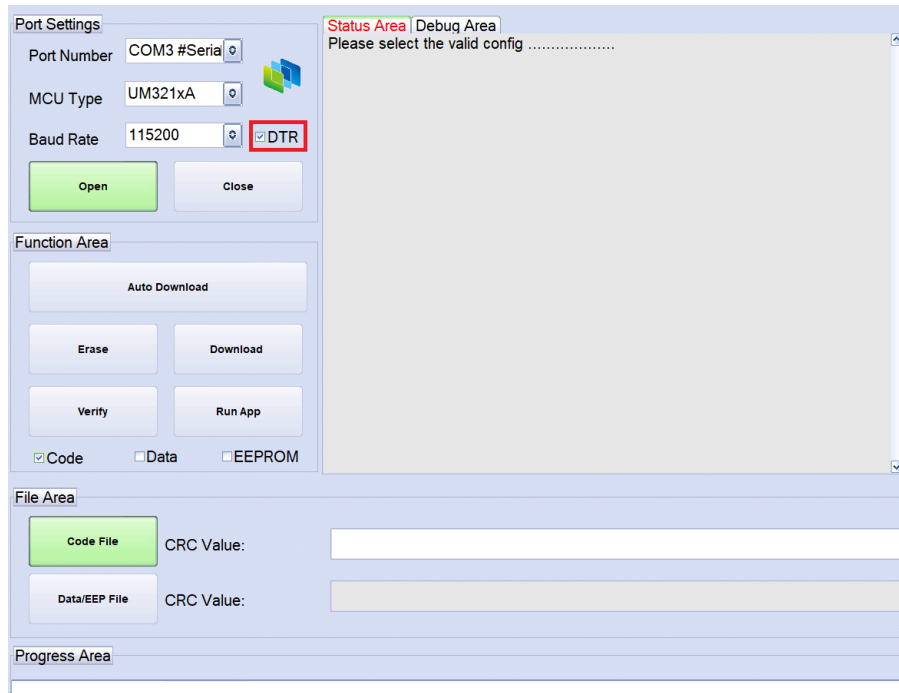 Port Settings
Port Number COM3 #Serial
MCU Type UM321xA
Baud Rate 115200 DTR
Open Close
Function Area
Auto Download
Erase Download
Verify Run App
Code Data EEPROM
Status Area Debug Area
Please select the valid config ...................
File Area
Code File CRC Value:
Data/EEP File CRC Value:
Progress Area